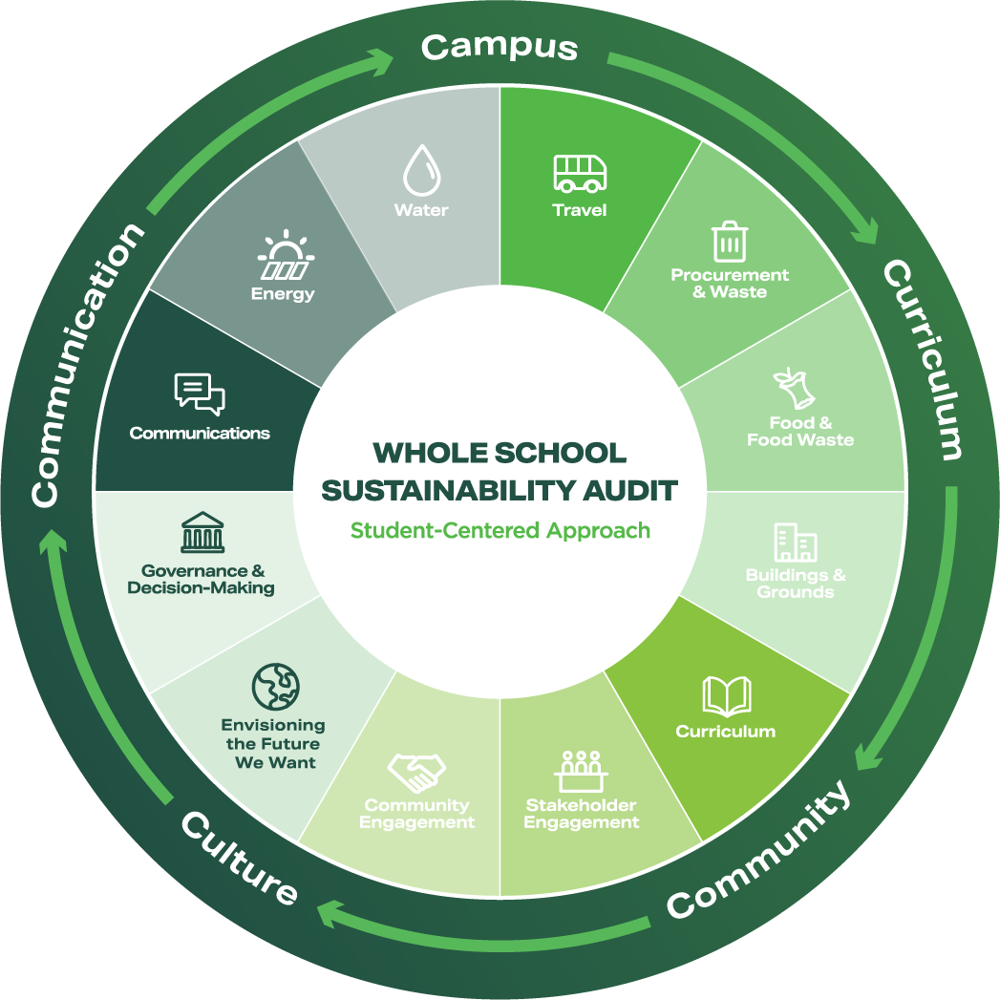 Campus
Curriculum
Community
Culture
Communication
Water
Travel
Procurement
& Waste
Food &
Food Waste
Buildings &
Grounds
Curriculum
Stakeholder
Engagement
Community
Engagement
Envisioning
the Future
We Want
Governance &
Decision-Making
Communications
Energy
WHOLE SCHOOL
SUSTAINABILITY AUDIT
Student-Centered Approach